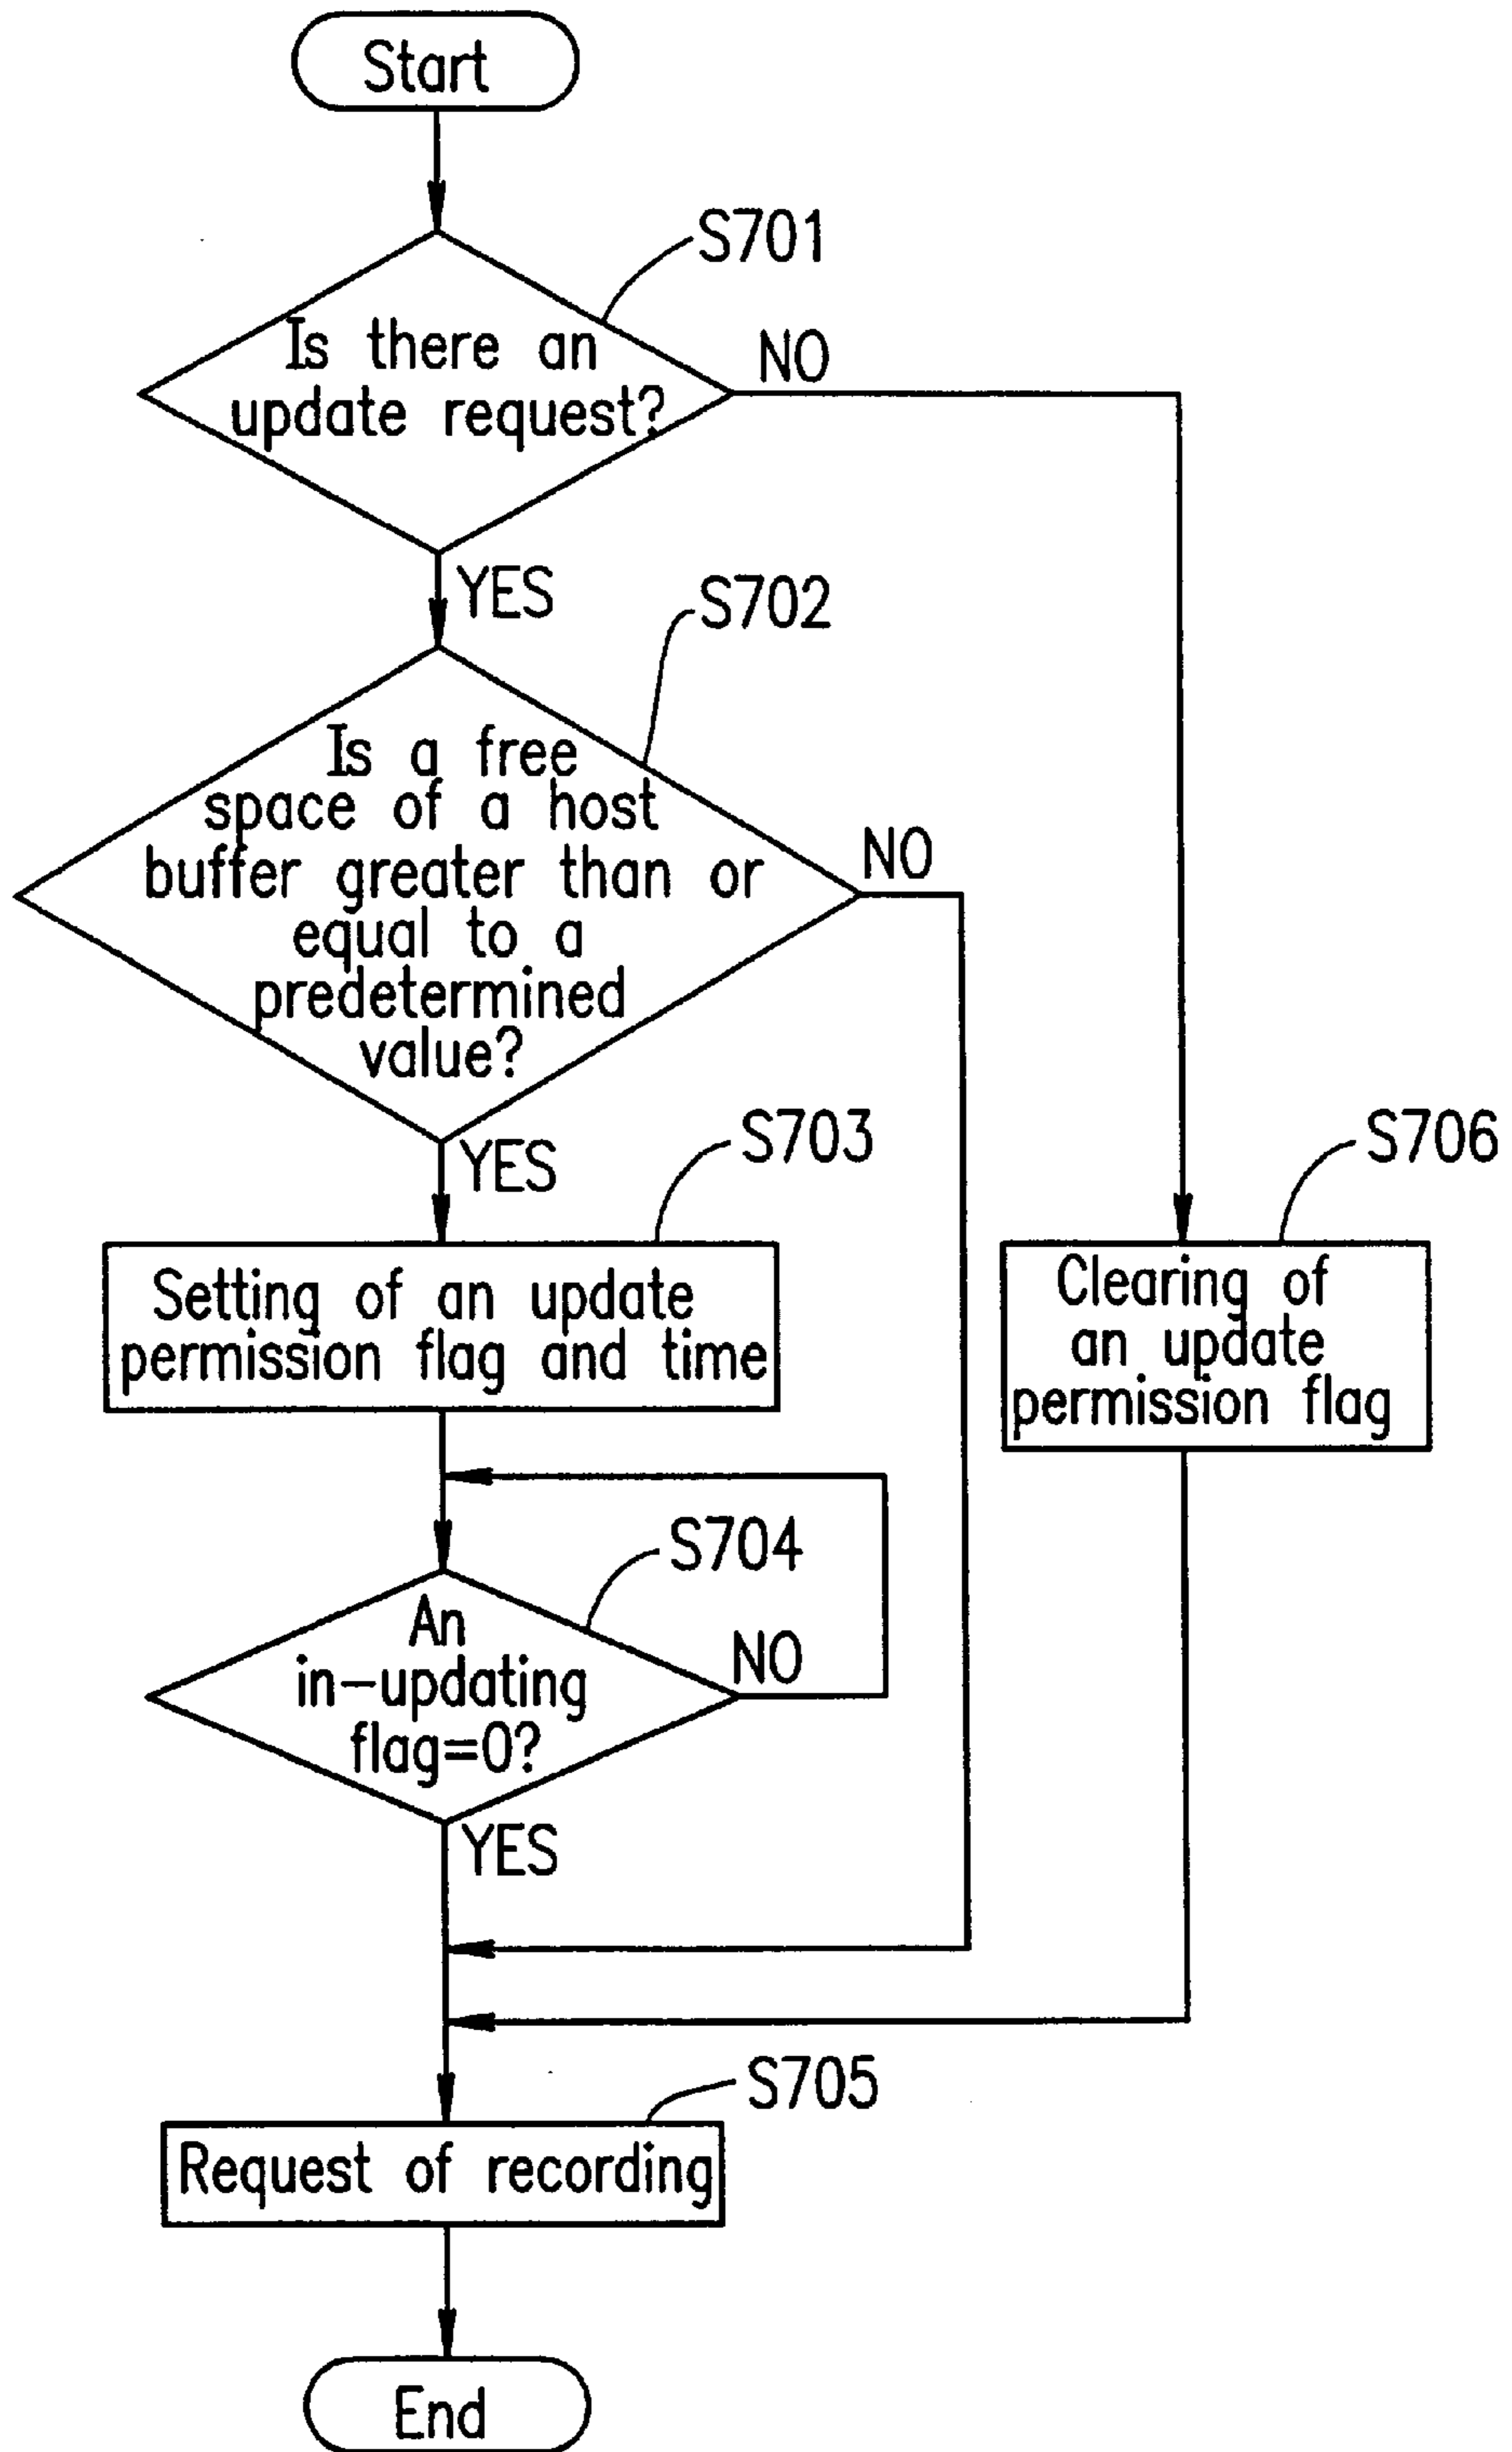 Start
S701
Is there an
update request?
NO
YES
S702
Is a free
space of a host
buffer greater than or
equal to a
predetermined
value?
NO
YES
S703
Setting of an update
permission flag and time
S706
Clearing of
an update
permission flag
S704
An
in-updating
flag=0?
NO
YES
S705
Request of recording
End